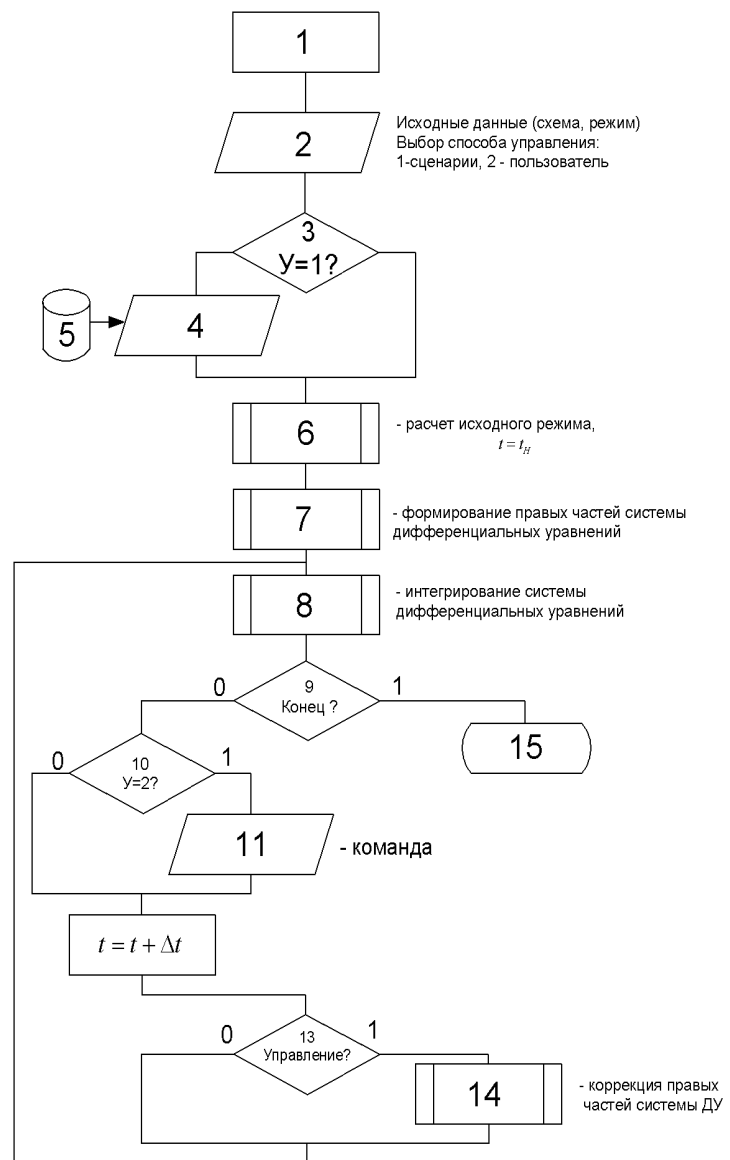 1
2
Исходные данные (схема, режим)
Выбор способа управления:
1-сценарии, 2 - пользователь
3
У=1?
5
4
6
- расчет исходного режима,
t = tн
7
- формирование правых частей системы
дифференциальных уравнений
8
- интегрирование системы
дифференциальных уравнений
0
9
Конец ?
1
15
0
10
У=2?
1
11
- команда
t = t + Δt
0
13
Управление?
1
14
- коррекция правых
частей системы ДУ